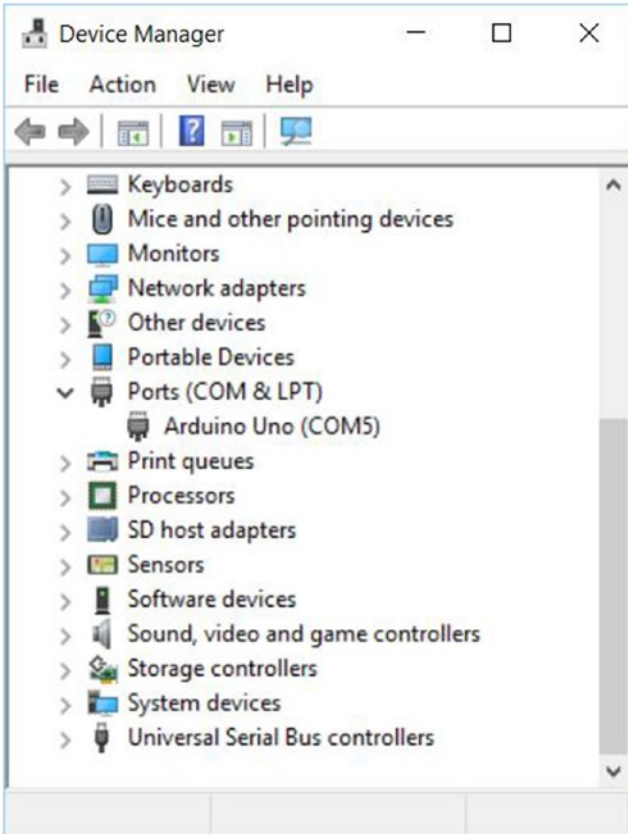 Device Manager
File Action View Help
Keyboards
Mice and other pointing devices
Monitors
Network adapters
Other devices
Portable Devices
Ports (COM & LPT)
Arduino Uno (COM5)
Print queues
Processors
SD host adapters
Sensors
Software devices
Sound, video and game controllers
Storage controllers
System devices
Universal Serial Bus controllers